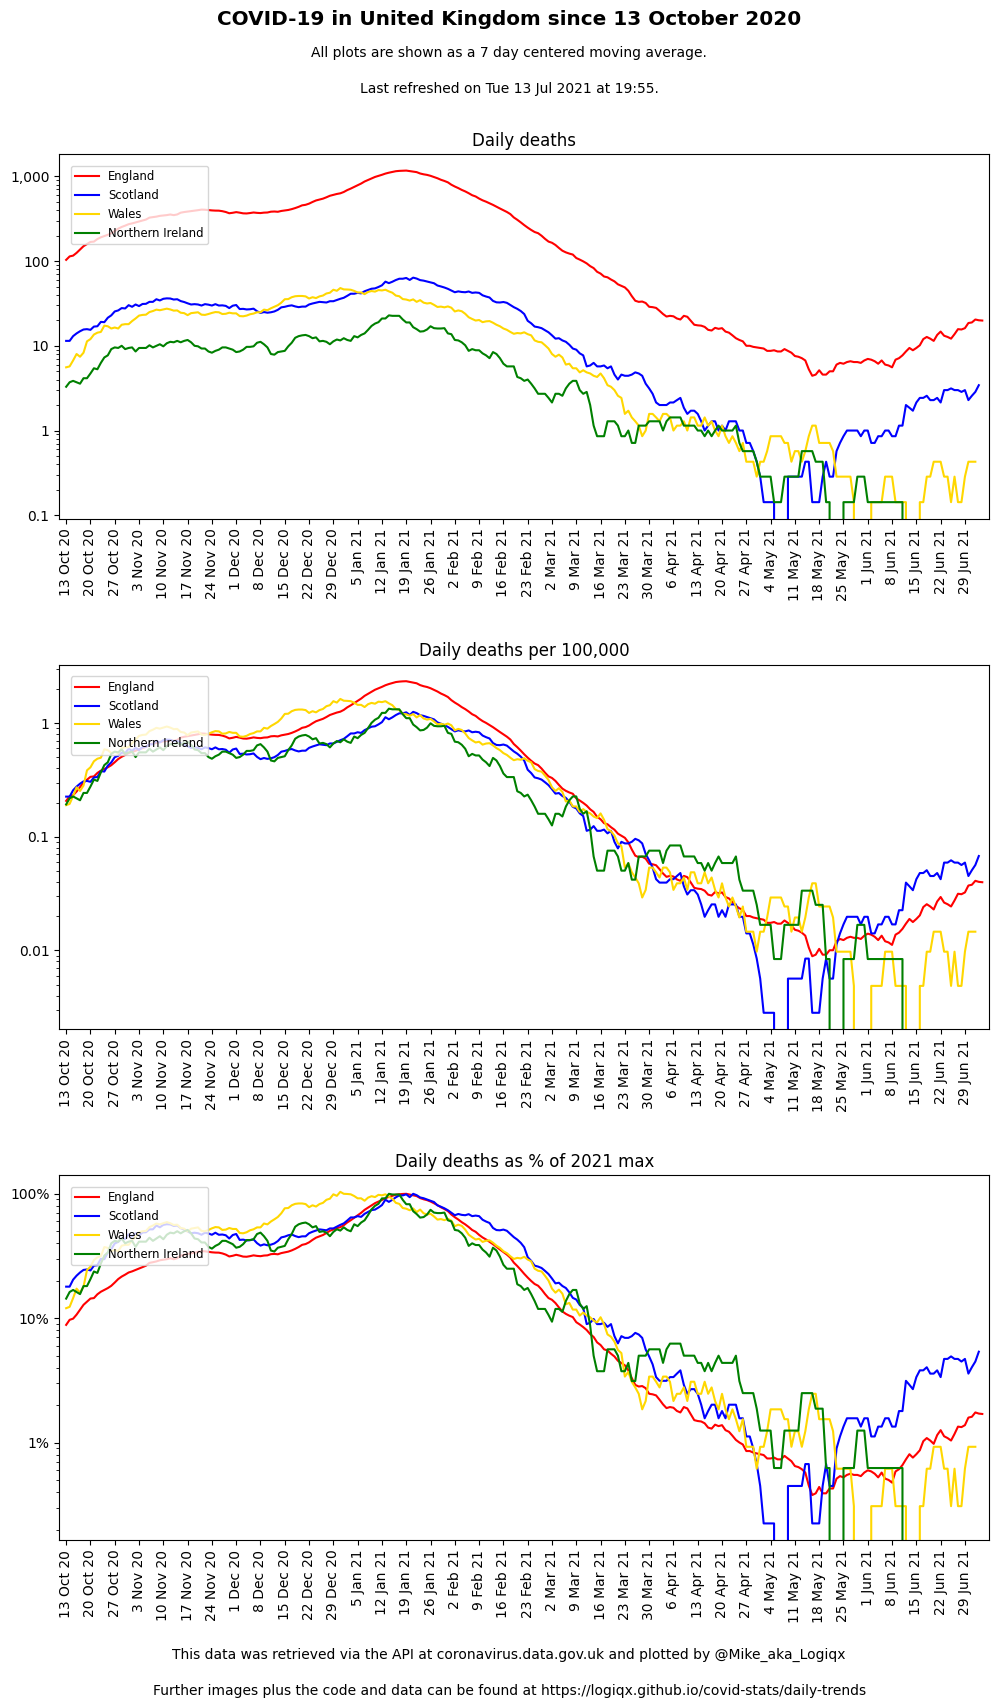 COVID-19 in United Kingdom since 13 October 2020
All plots are shown as a 7 day centered moving average.
Last refreshed on Tue 13 Jul 2021 at 19:55.
Daily deaths
1,000
100
10
1
0.1
England
Scotland
Wales
Northern Ireland
13 Oct 20
20 Oct 20
27 Oct 20
3 Nov 20
10 Nov 20
17 Nov 20
24 Nov 20
1 Dec 20
8 Dec 20
15 Dec 20
22 Dec 20
29 Dec 20
5 Jan 21
12 Jan 21
19 Jan 21
26 Jan 21
2 Feb 21
9 Feb 21
16 Feb 21
23 Feb 21
2 Mar 21
9 Mar 21
16 Mar 21
23 Mar 21
30 Mar 21
6 Apr 21
13 Apr 21
20 Apr 21
27 Apr 21
4 May 21
11 May 21
18 May 21
25 May 21
1 Jun 21
8 Jun 21
15 Jun 21
22 Jun 21
29 Jun 21
Daily deaths per 100,000
1
0.1
0.01
England
Scotland
Wales
Northern Ireland
13 Oct 20
20 Oct 20
27 Oct 20
3 Nov 20
10 Nov 20
17 Nov 20
24 Nov 20
1 Dec 20
8 Dec 20
15 Dec 20
22 Dec 20
29 Dec 20
5 Jan 21
12 Jan 21
19 Jan 21
26 Jan 21
2 Feb 21
9 Feb 21
16 Feb 21
23 Feb 21
2 Mar 21
9 Mar 21
16 Mar 21
23 Mar 21
30 Mar 21
6 Apr 21
13 Apr 21
20 Apr 21
27 Apr 21
4 May 21
11 May 21
18 May 21
25 May 21
1 Jun 21
8 Jun 21
15 Jun 21
22 Jun 21
29 Jun 21
Daily deaths as % of 2021 max
100%
10%
1%
England
Scotland
Wales
Northern Ireland
13 Oct 20
20 Oct 20
27 Oct 20
3 Nov 20
10 Nov 20
17 Nov 20
24 Nov 20
1 Dec 20
8 Dec 20
15 Dec 20
22 Dec 20
29 Dec 20
5 Jan 21
12 Jan 21
19 Jan 21
26 Jan 21
2 Feb 21
9 Feb 21
16 Feb 21
23 Feb 21
2 Mar 21
9 Mar 21
16 Mar 21
23 Mar 21
30 Mar 21
6 Apr 21
13 Apr 21
20 Apr 21
27 Apr 21
4 May 21
11 May 21
18 May 21
25 May 21
1 Jun 21
8 Jun 21
15 Jun 21
22 Jun 21
29 Jun 21
This data was retrieved via the API at coronavirus.data.gov.uk and plotted by @Mike_aka_Logiqx
Further images plus the code and data can be found at https://logiqx.github.io/covid-stats/daily-trends